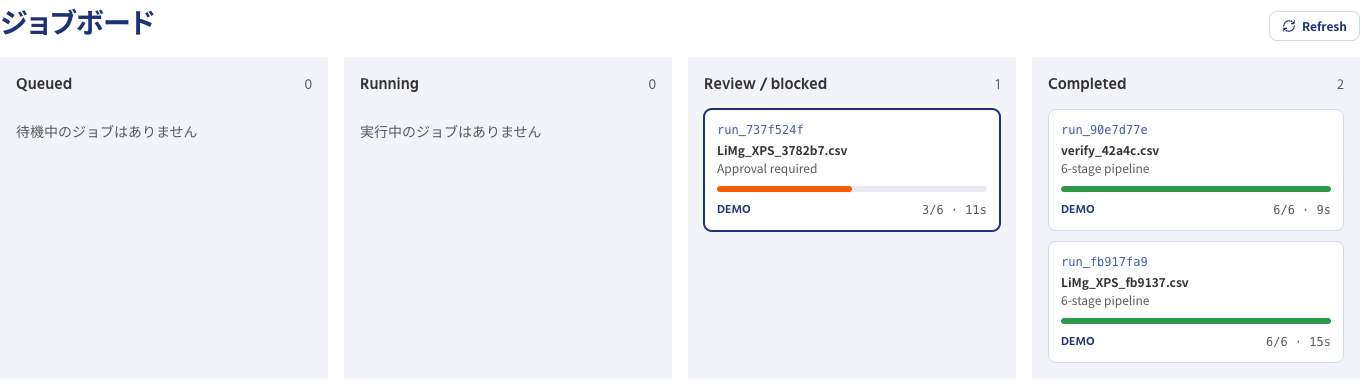 ジョブボード
Refresh
Queued 0
待機中のジョブはありません
Running 0
実行中のジョブはありません
Review / blocked 1
run_737f524f
LiMg_XPS_3782b7.csv
Approval required
DEMO 3/6 · 11s
Completed 2
run_90e7d77e
verify_42a4c.csv
6-stage pipeline
DEMO 6/6 · 9s
run_fb917fa9
LiMg_XPS_fb9137.csv
6-stage pipeline
DEMO 6/6 · 15s